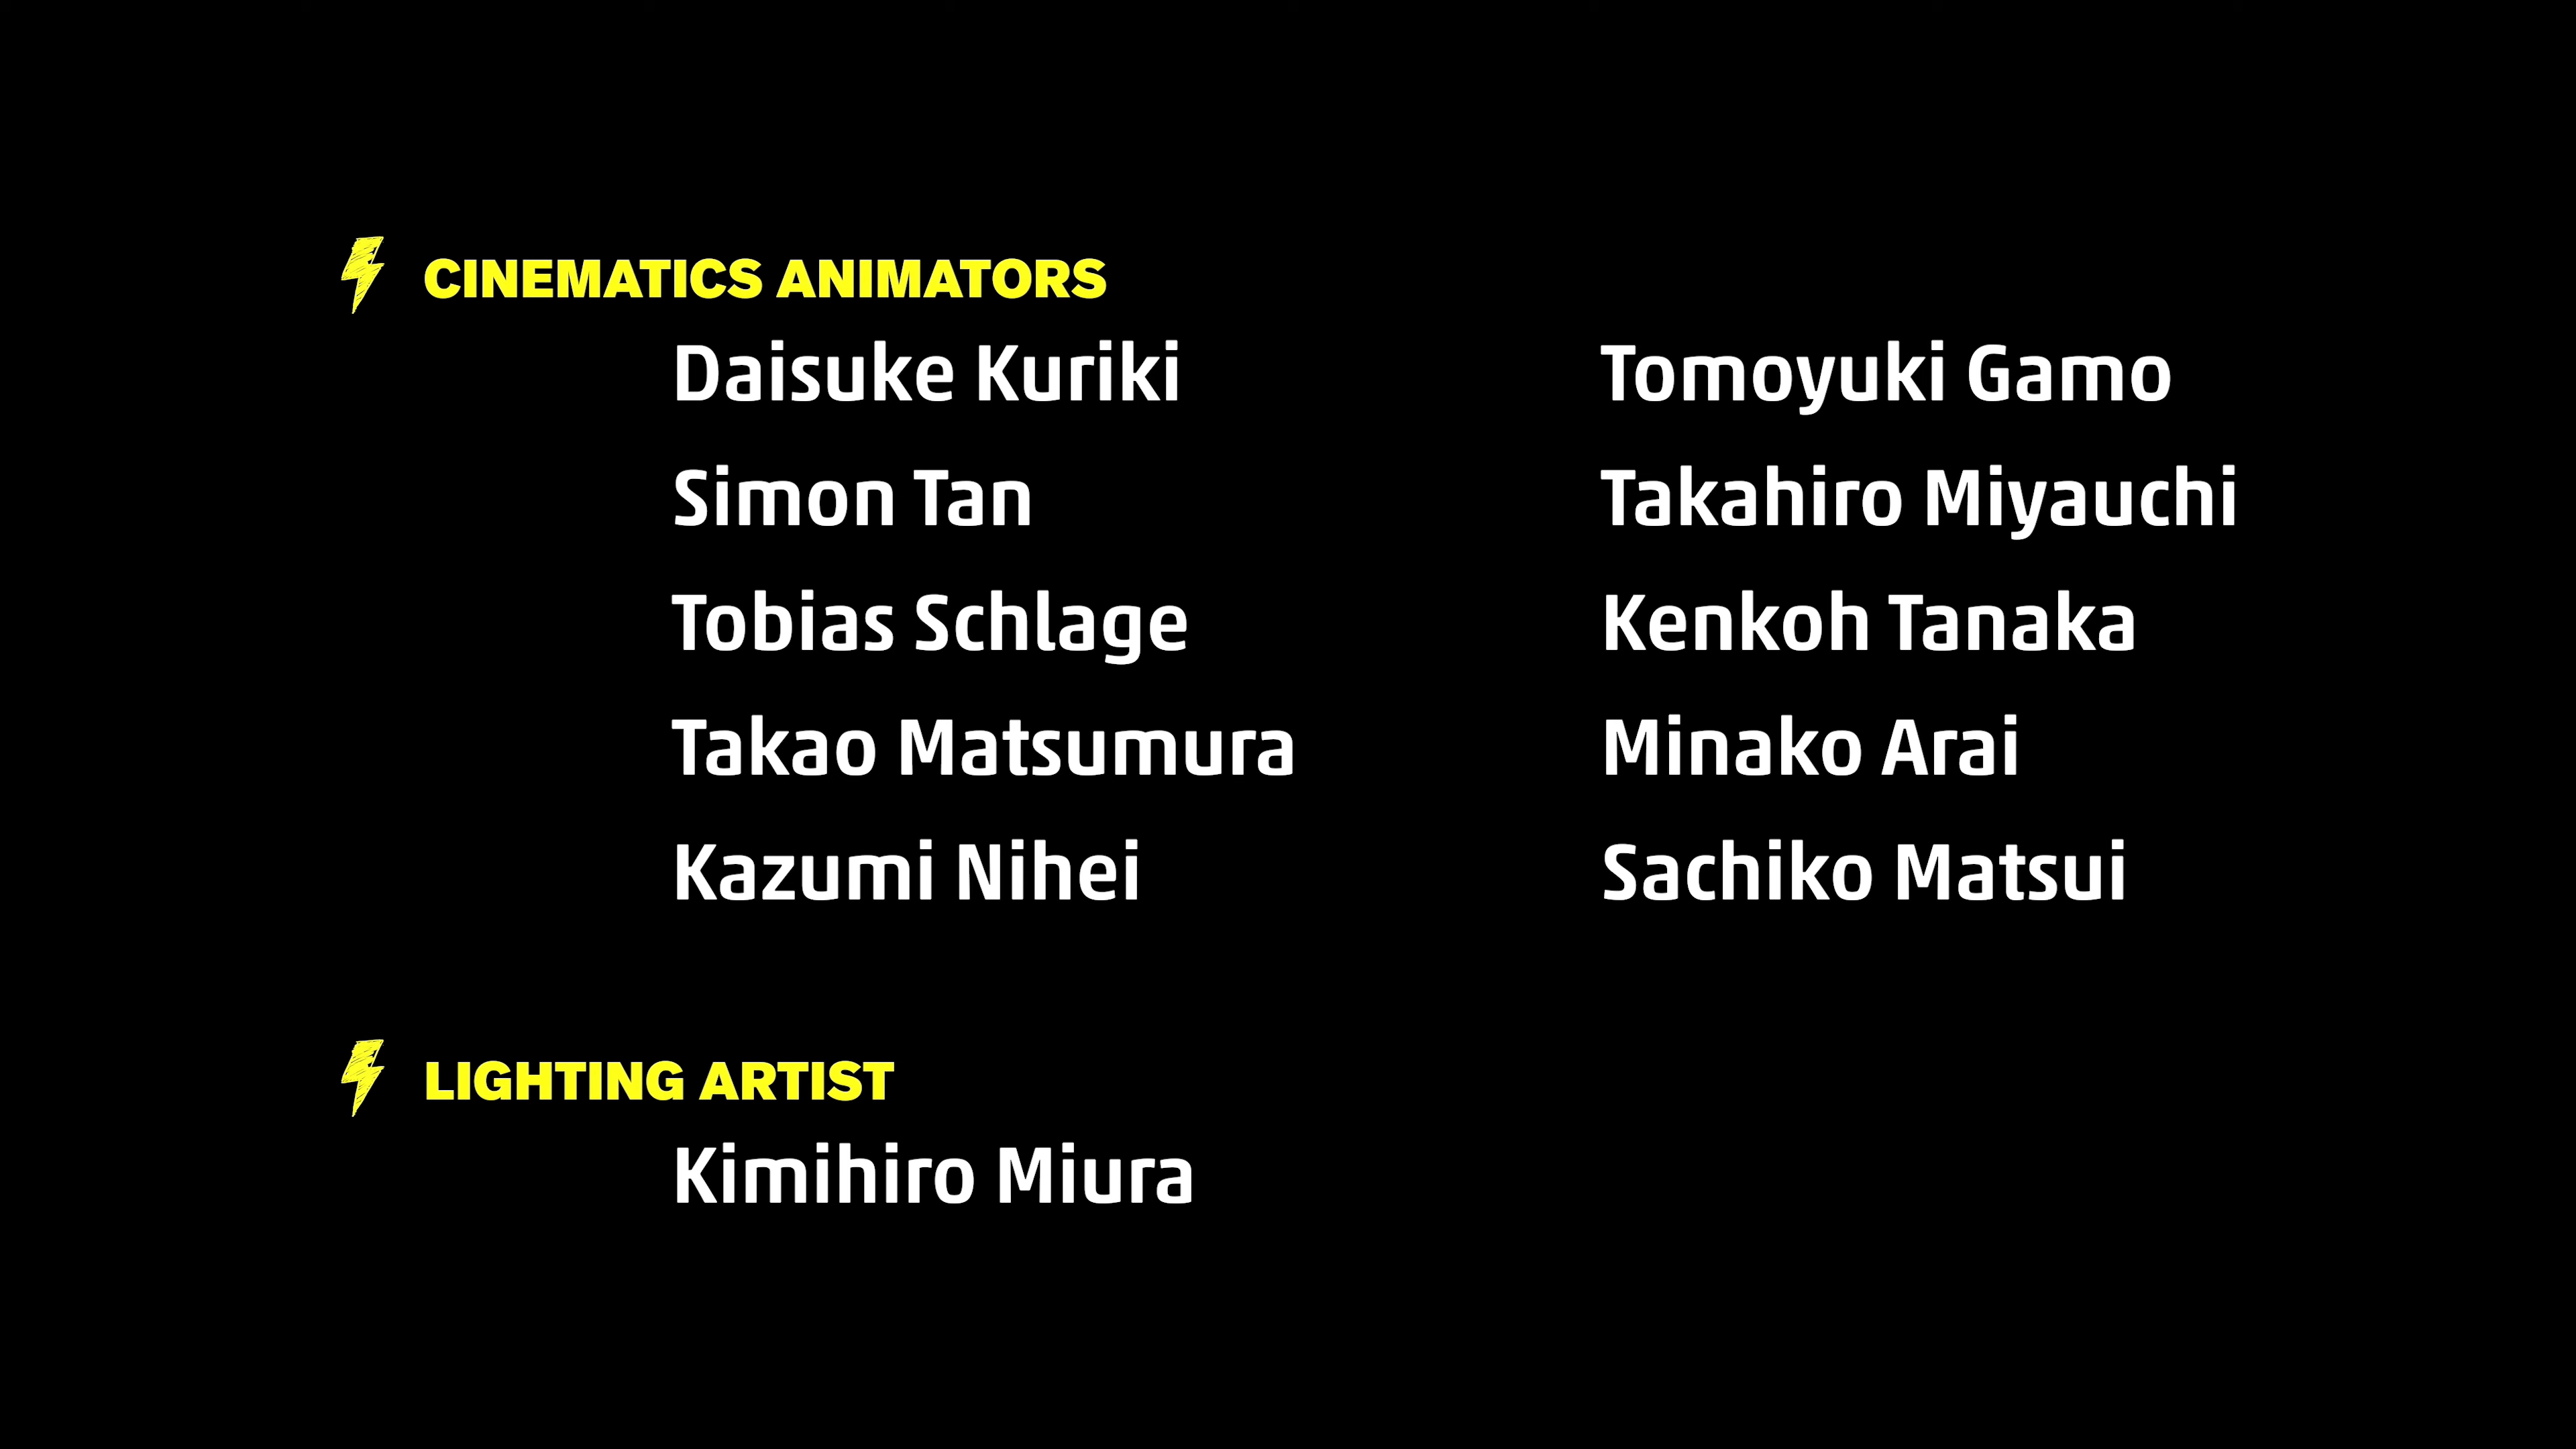 CINEMATICS ANIMATORS
Daisuke Kuriki
Tomoyuki Gamo
Simon Tan
Takahiro Miyauchi
Tobias Schlage
Kenkoh Tanaka
Takao Matsumura
Minako Arai
Kazumi Nihei
Sachiko Matsui
LIGHTING ARTIST
Kimihiro Miura